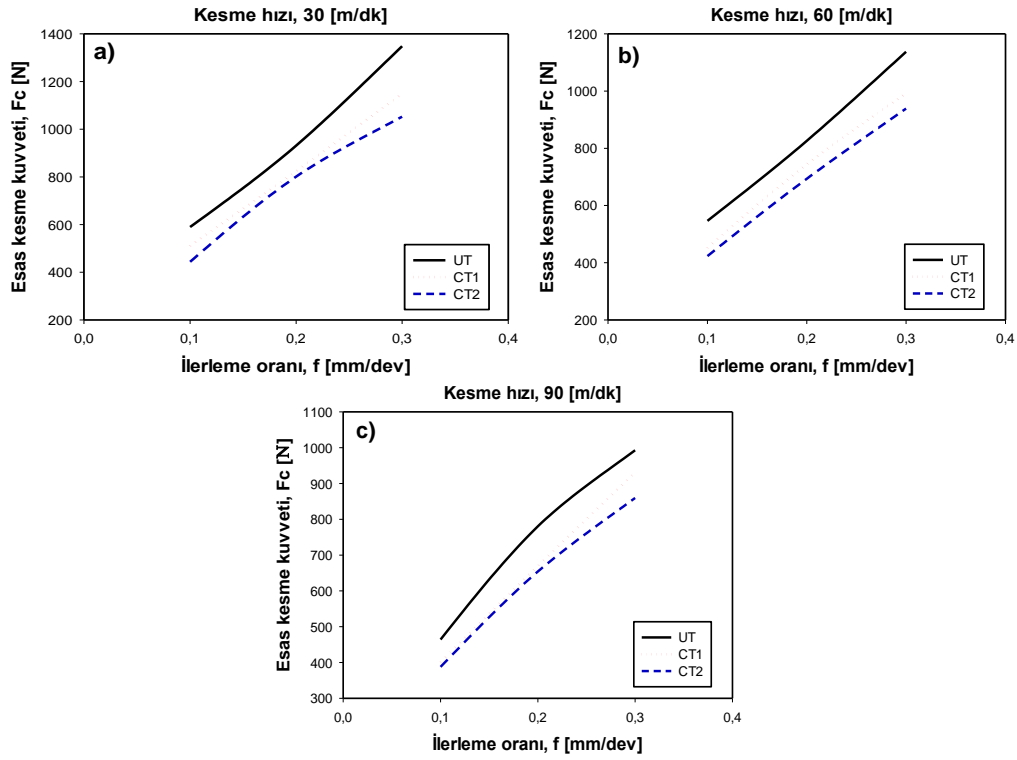 Kesme hızı, 30 [m/dk]
a)
Esas kesme kuvveti, Fc [N]
1400
1200
1000
800
600
400
200
0,0 0,1 0,2 0,3 0,4
İlerleme oranı, f [mm/dev]
UT
CT1
CT2
Kesme hızı, 60 [m/dk]
b)
Esas kesme kuvveti, Fc [N]
1200
1000
800
600
400
200
0,0 0,1 0,2 0,3 0,4
İlerleme oranı, f [mm/dev]
UT
CT1
CT2
Kesme hızı, 90 [m/dk]
c)
Esas kesme kuvveti, Fc [N]
1100
1000
900
800
700
600
500
400
300
0,0 0,1 0,2 0,3 0,4
İlerleme oranı, f [mm/dev]
UT
CT1
CT2